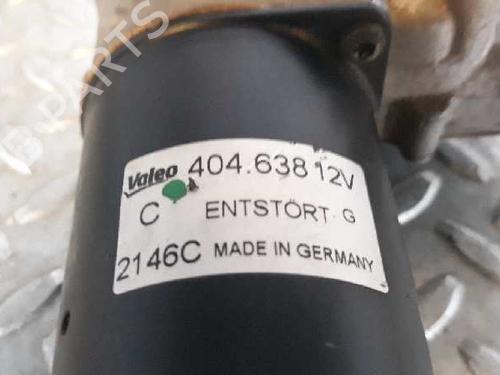 Valeo 404.638 12V
C ENTSTÖRT G
2146C MADE IN GERMANY